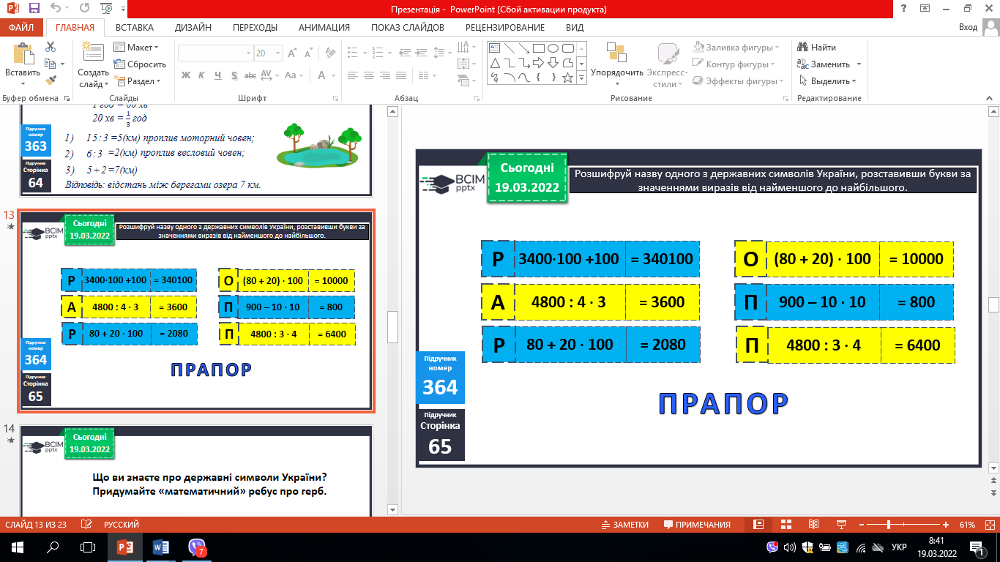 Презентація - PowerPoint (Сбой активации продукта)
ФАЙЛ ГЛАВНАЯ ВСТАВКА ДИЗАЙН ПЕРЕХОДЫ АНИМАЦИЯ ПОКАЗ СЛАЙДОВ РЕЦЕНЗИРОВАНИЕ ВИД Вход
Вставить
Буфер обмена
Создать слайд
Макет
Сбросить
Раздел
Слайды
20
Ж К Ч S abc AV Aa А
Шрифт
Абзац
Упорядочить
Экспресс-стили
Заливка фигуры
Контур фигуры
Эффекты фигуры
Рисование
Найти
Заменить
Выделить
Редактирование
1 год = 60 хв
20 хв = 1/3 год
Підручник номер
363
Підручник
Сторінка
64
1) 15 : 3 =5(км) проплив моторний човен;
2) 6 : 3 =2(км) проплив весловий човен;
3) 5 + 2 =7(км)
Відповідь: відстань між берегами озера 7 км.
13
BCIM pptx
Сьогодні
19.03.2022
Розшифруй назву одного з державних символів України, розставивши букви за
значеннями виразів від найменшого до найбільшого.
Р 3400·100 +100 = 340100
О (80 + 20) · 100 = 10000
А 4800 : 4 · 3 = 3600
П 900 – 10 · 10 = 800
Р 80 + 20 · 100 = 2080
П 4800 : 3 · 4 = 6400
Підручник номер
364
Підручник
Сторінка
65
ПРАПОР
14
BCIM pptx
Сьогодні
19.03.2022
Що ви знаєте про державні символи України?
Придумайте «математичний» ребус про герб.
BCIM
pptx
Сьогодні
19.03.2022
Розшифруй назву одного з державних символів України, розставивши букви за
значеннями виразів від найменшого до найбільшого.
Р 3400·100 +100 = 340100
О (80 + 20) · 100 = 10000
А 4800 : 4 · 3 = 3600
П 900 – 10 · 10 = 800
Р 80 + 20 · 100 = 2080
П 4800 : 3 · 4 = 6400
Підручник
номер
364
Підручник
Сторінка
65
ПРАПОР
СЛАЙД 13 ИЗ 23 РУССКИЙ ЗАМЕТКИ ПРИМЕЧАНИЯ 61%
7 УКР 8:41
19.03.2022 1